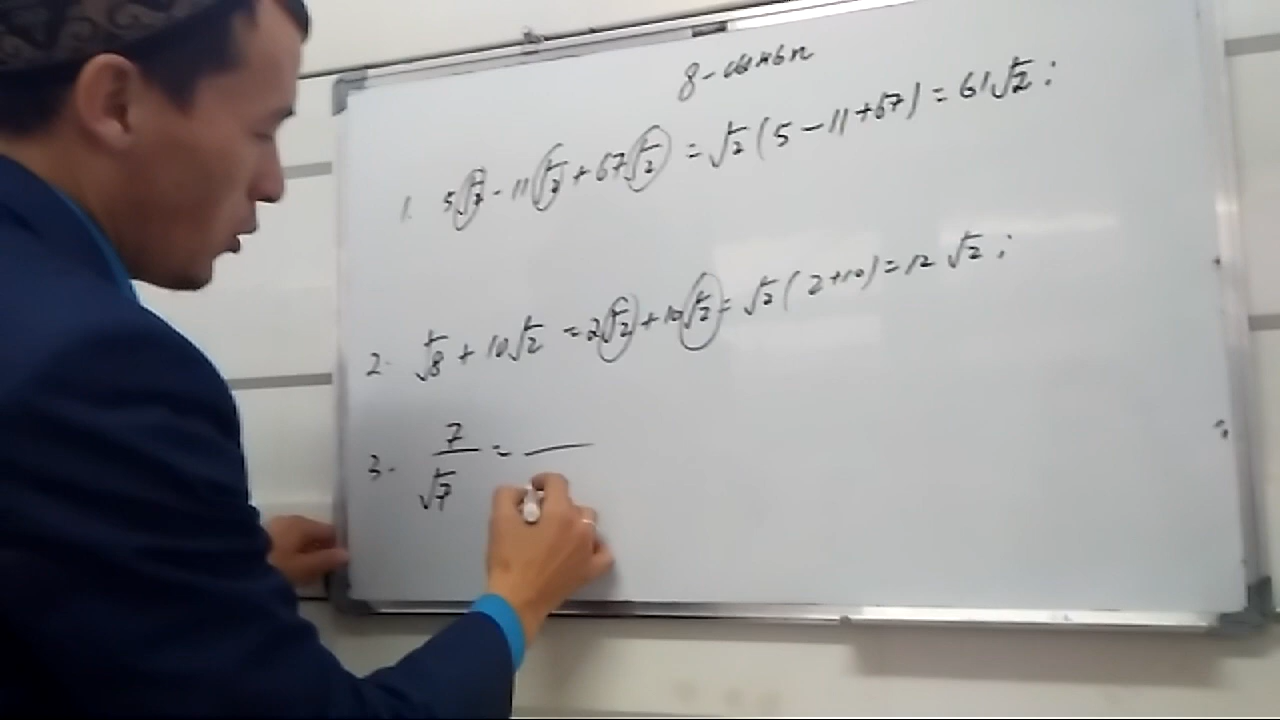 8-
1. 5√2 - 11√2 + 67√2 = √2 (5 - 11 + 67) = 61√2 ;
2. √8 + 10√2 = 2√2 + 10√2 = √2 (2+10) = 12 √2 ;
3. 7/√7 =